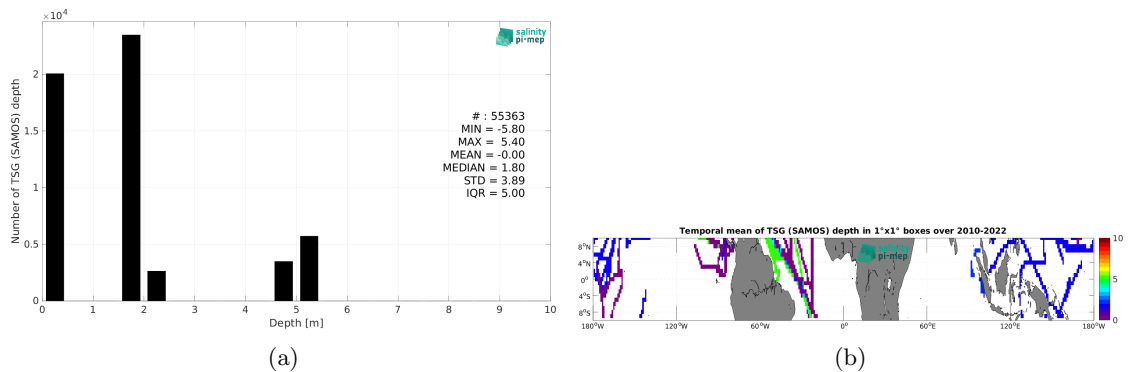 ×10⁴
salinity
pi-mep
Number of TSG (SAMOS) depth
2
1.5
1
0.5
0
# : 55363
MIN = -5.80
MAX = 5.40
MEAN = -0.00
MEDIAN = 1.80
STD = 3.89
IQR = 5.00
0 1 2 3 4 5 6 7 8 9 10
Depth [m]
(a)
Temporal mean of TSG (SAMOS) depth in 1°x1° boxes over 2010-2022
salinity
pi-mep
8°N
4°N
0°
4°S
8°S
180°W 120°W 60°W 0° 60°E 120°E 180°W
10
5
0
(b)